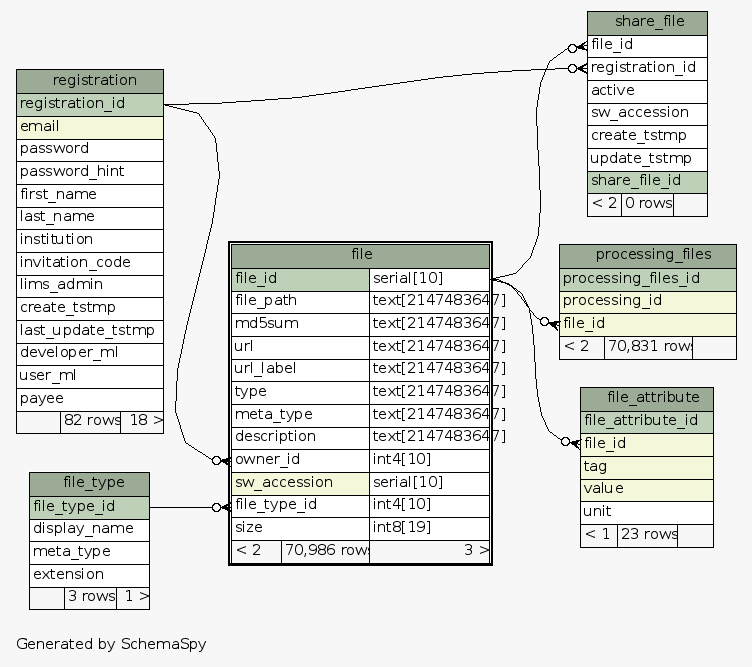 share_file
file_id
registration_id
active
sw_accession
create_tstmp
update_tstmp
share_file_id
< 2 0 rows
registration
registration_id
email
password
password_hint
first_name
last_name
institution
invitation_code
lims_admin
create_tstmp
last_update_tstmp
developer_ml
user_ml
payee
82 rows 18 >
file
file_id serial[10]
file_path text[2147483647]
md5sum text[2147483647]
url text[2147483647]
url_label text[2147483647]
type text[2147483647]
meta_type text[2147483647]
description text[2147483647]
owner_id int4[10]
sw_accession serial[10]
file_type_id int4[10]
size int8[19]
< 2 70,986 rows 3 >
processing_files
processing_files_id
processing_id
file_id
< 2 70,831 rows
file_attribute
file_attribute_id
file_id
tag
value
unit
< 1 23 rows
file_type
file_type_id
display_name
meta_type
extension
3 rows 1 >
Generated by SchemaSpy